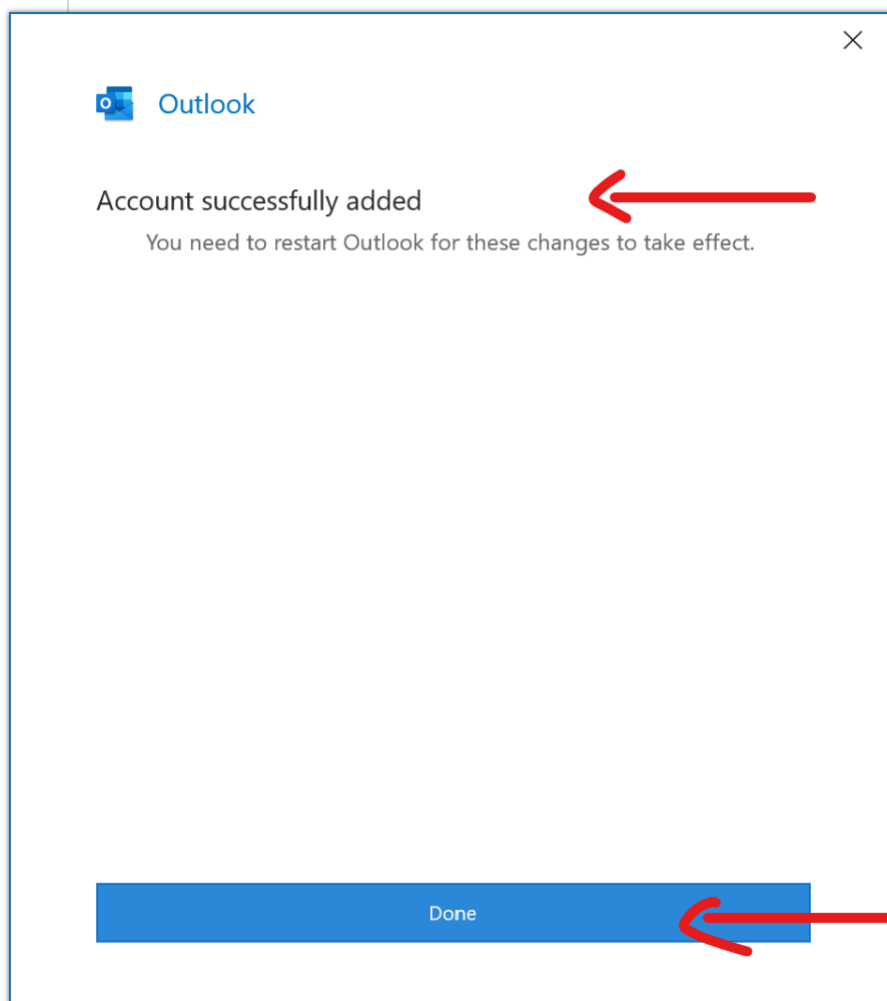 Outlook
Account successfully added
You need to restart Outlook for these changes to take effect.
Done